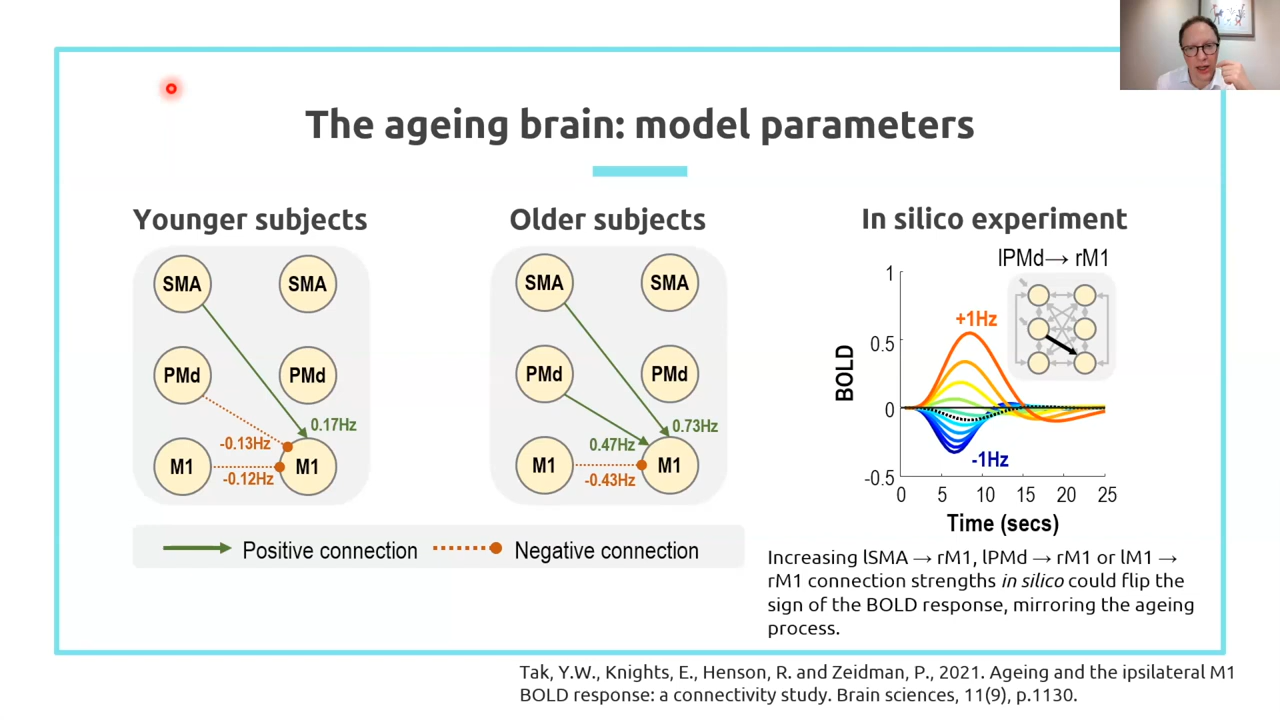 The ageing brain: model parameters
Younger subjects
SMA
SMA
PMd
PMd
0.17Hz
-0.13Hz
M1
M1
-0.12Hz
Older subjects
SMA
SMA
PMd
PMd
0.73Hz
0.47Hz
M1
M1
-0.43Hz
Positive connection
Negative connection
In silico experiment
lPMd→ rM1
1
+1Hz
0.5
BOLD
0
-1Hz
-0.5
0 5 10 15 20 25
Time (secs)
Increasing lSMA → rM1, lPMd → rM1 or lM1 →
rM1 connection strengths in silico could flip the
sign of the BOLD response, mirroring the ageing
process.
Tak, Y.W., Knights, E., Henson, R. and Zeidman, P., 2021. Ageing and the ipsilateral M1
BOLD response: a connectivity study. Brain sciences, 11(9), p.1130.